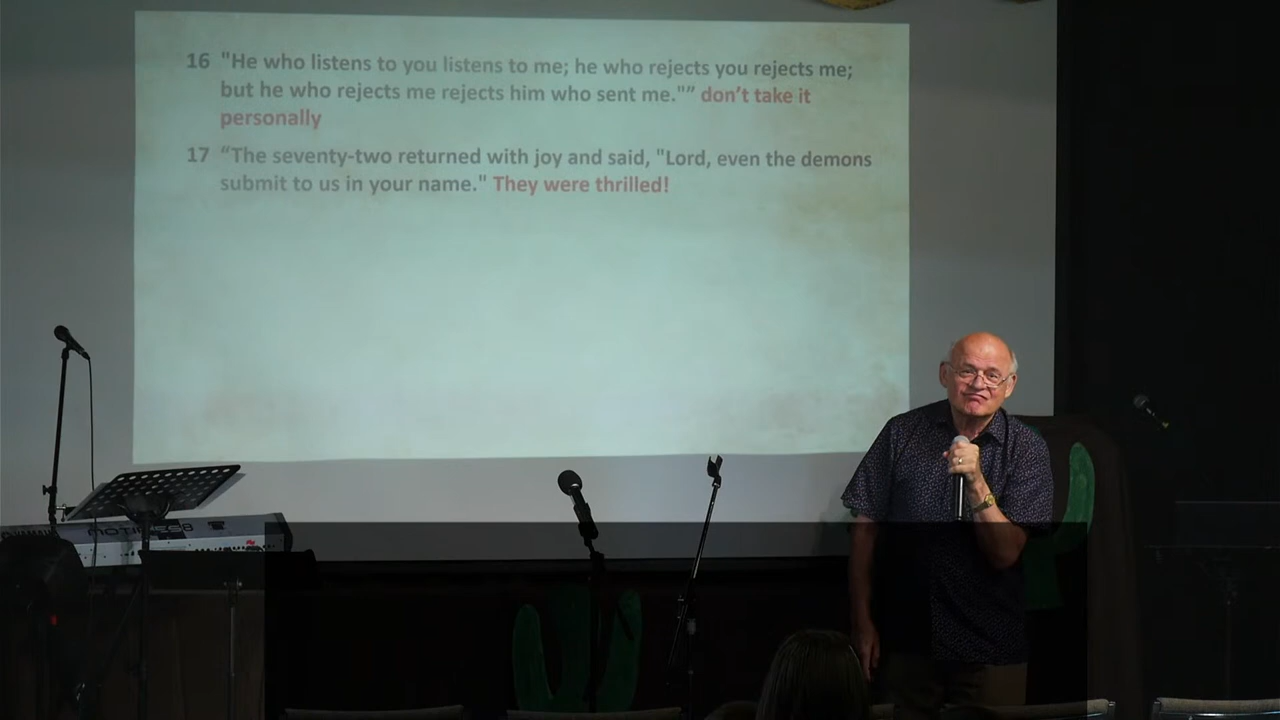 16 "He who listens to you listens to me; he who rejects you rejects me;
but he who rejects me rejects him who sent me."” don’t take it
personally
17 “The seventy-two returned with joy and said, "Lord, even the demons
submit to us in your name." They were thrilled!